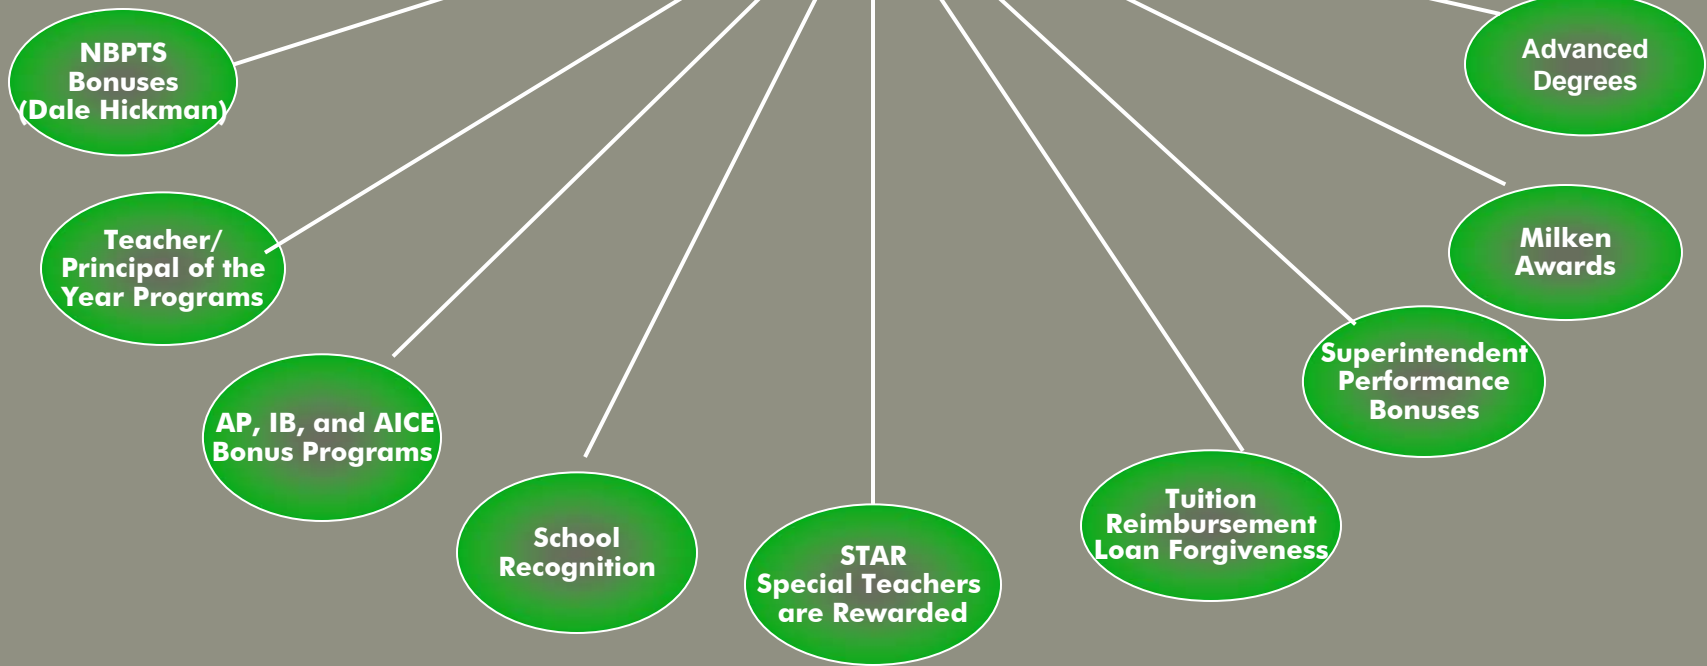 NBPTS
Bonuses
(Dale Hickman)
Advanced
Degrees
Teacher/
Principal of the
Year Programs
Milken
Awards
AP, IB, and AICE
Bonus Programs
Superintendent
Performance
Bonuses
School
Recognition
STAR
Special Teachers
are Rewarded
Tuition
Reimbursement
Loan Forgiveness